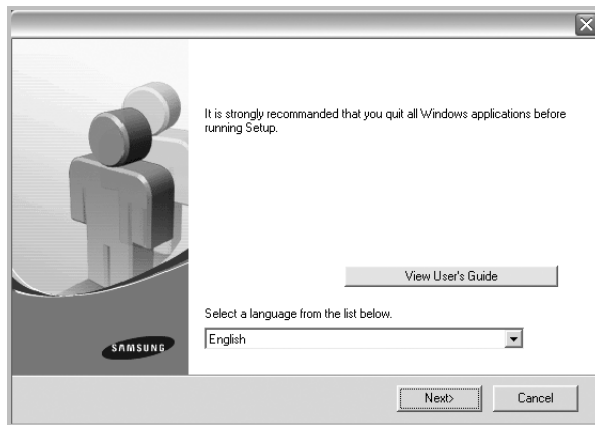 It is strongly recommanded that you quit all Windows applications before
running Setup.
View User's Guide
Select a language from the list below.
English
SAMSUNG
Next>
Cancel